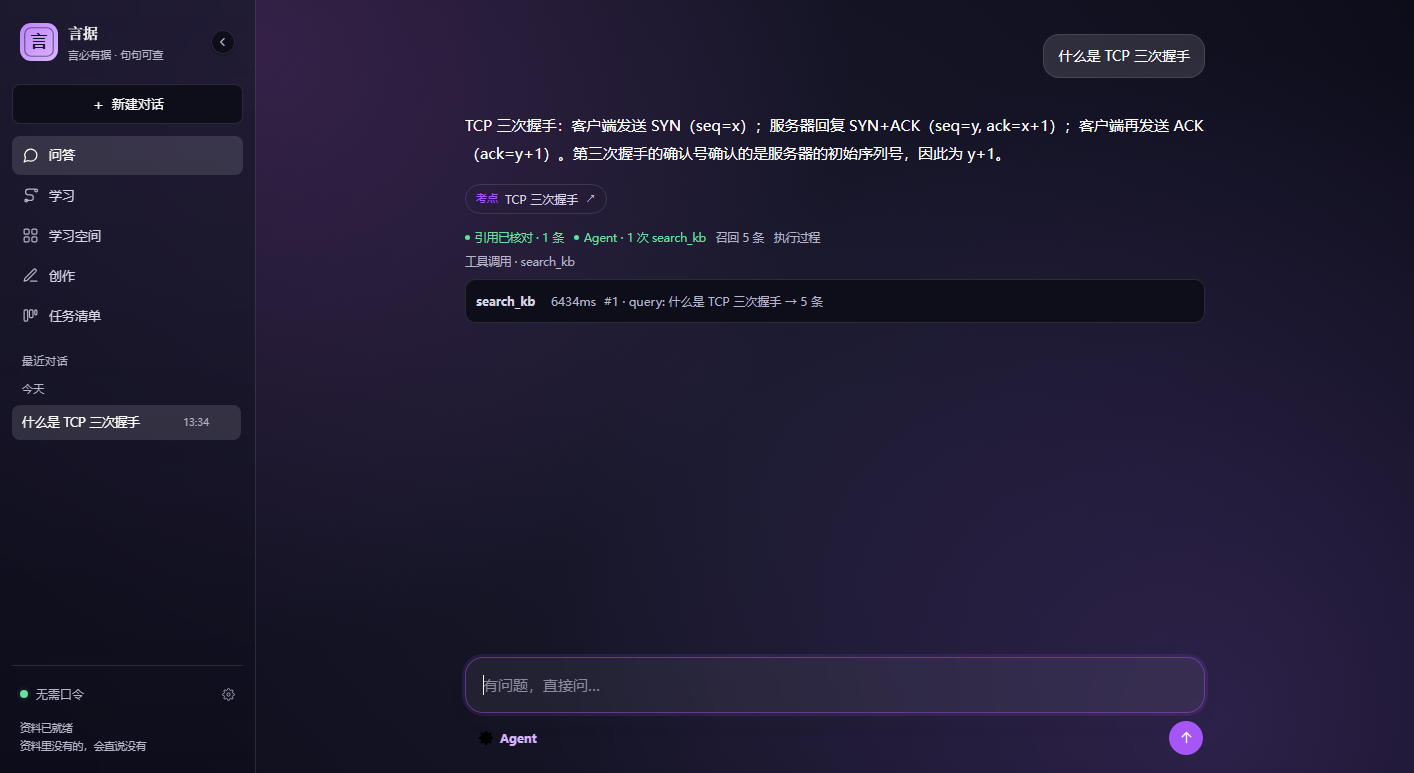 言
言据
言必有据 · 句句可查
+ 新建对话
问答
学习
学习空间
创作
任务清单
最近对话
今天
什么是 TCP 三次握手 13:34
无需口令
资料已就绪
资料里没有的，会直说没有
什么是 TCP 三次握手
TCP 三次握手：客户端发送 SYN（seq=x）；服务器回复 SYN+ACK（seq=y, ack=x+1）；客户端再发送 ACK
（ack=y+1）。第三次握手的确认号确认的是服务器的初始序列号，因此为 y+1。
考点 TCP 三次握手 ↗
引用已核对 · 1 条 Agent · 1 次 search_kb 召回 5 条 执行过程
工具调用 · search_kb
search_kb 6434ms #1 · query: 什么是 TCP 三次握手 → 5 条
有问题，直接问...
Agent